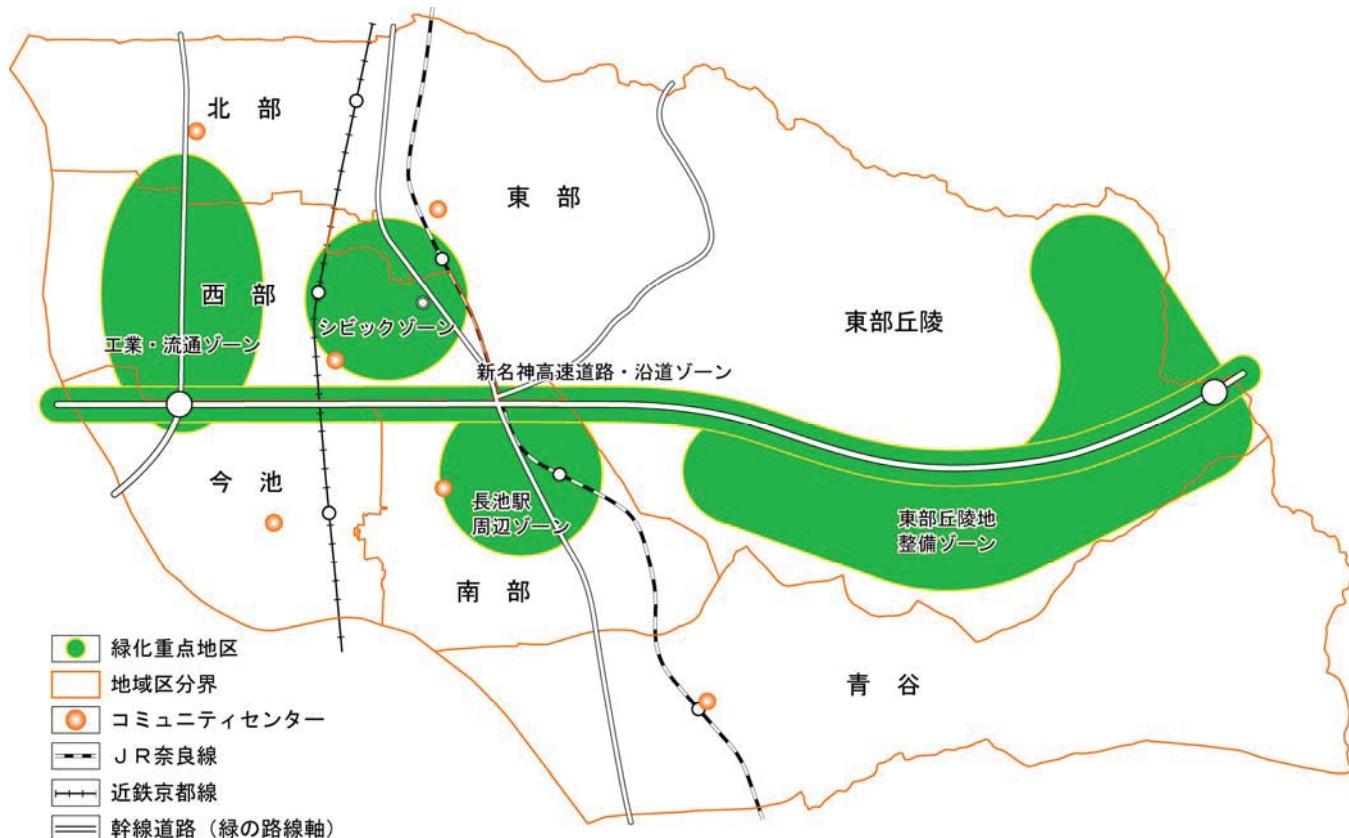 北部
東部
西部
シビックゾーン
工業・流通ゾーン
東部丘陵
新名神高速道路・沿道ゾーン
今池
長池駅
周辺ゾーン
東部丘陵地
整備ゾーン
南部
青谷
緑化重点地区
地域区分界
コミュニティセンター
ＪＲ奈良線
近鉄京都線
幹線道路（緑の路線軸）